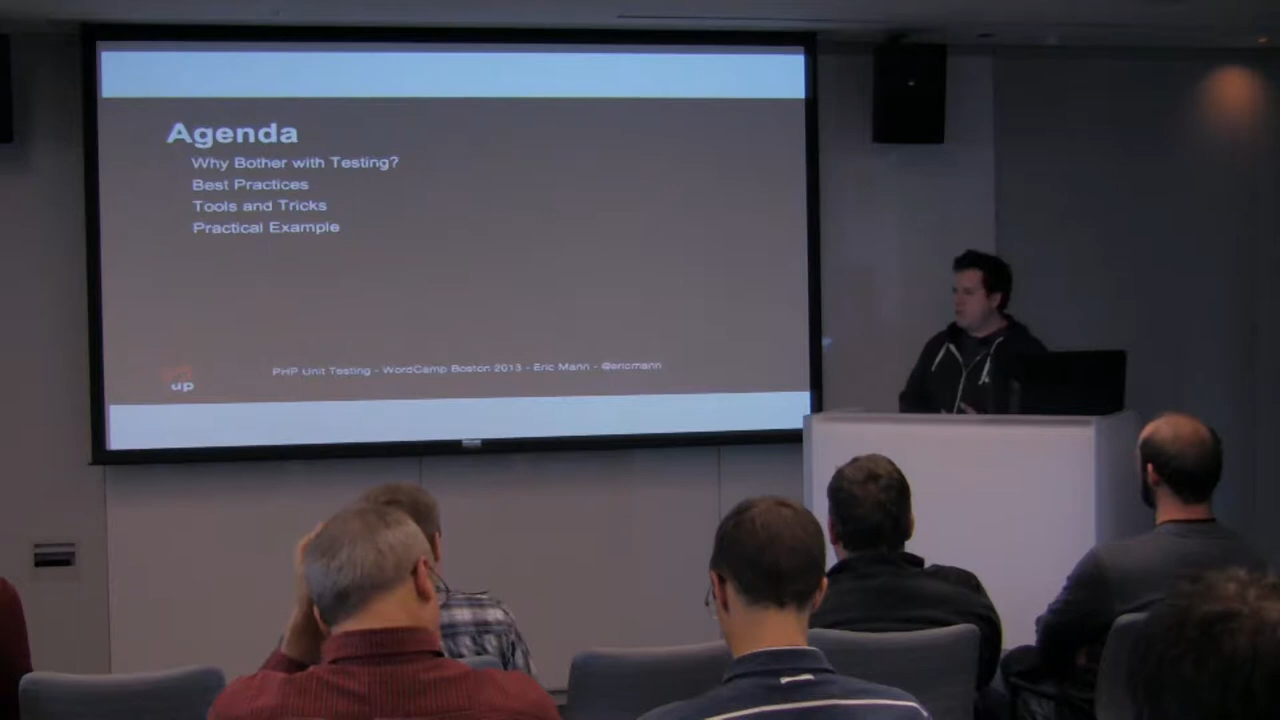 Agenda
Why Bother with Testing?
Best Practices
Tools and Tricks
Practical Example
up
PHP Unit Testing - WordCamp Boston 2013 - Eric Mann - @ericmann